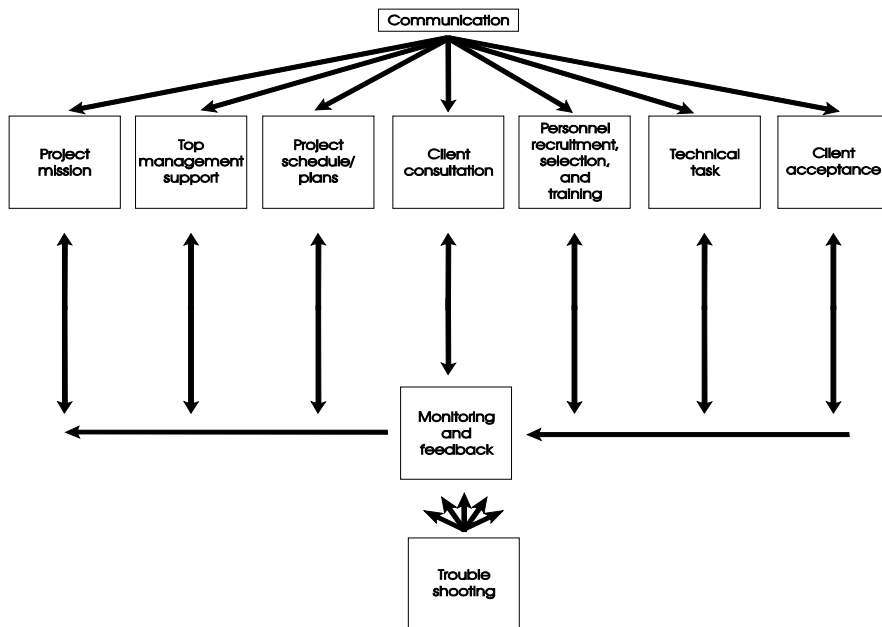 Communication
Project
mission
Top
management
support
Project
schedule/
plans
Client
consultation
Personnel
recruitment,
selection,
and
training
Technical
task
Client
acceptance
Monitoring
and
feedback
Trouble
shooting